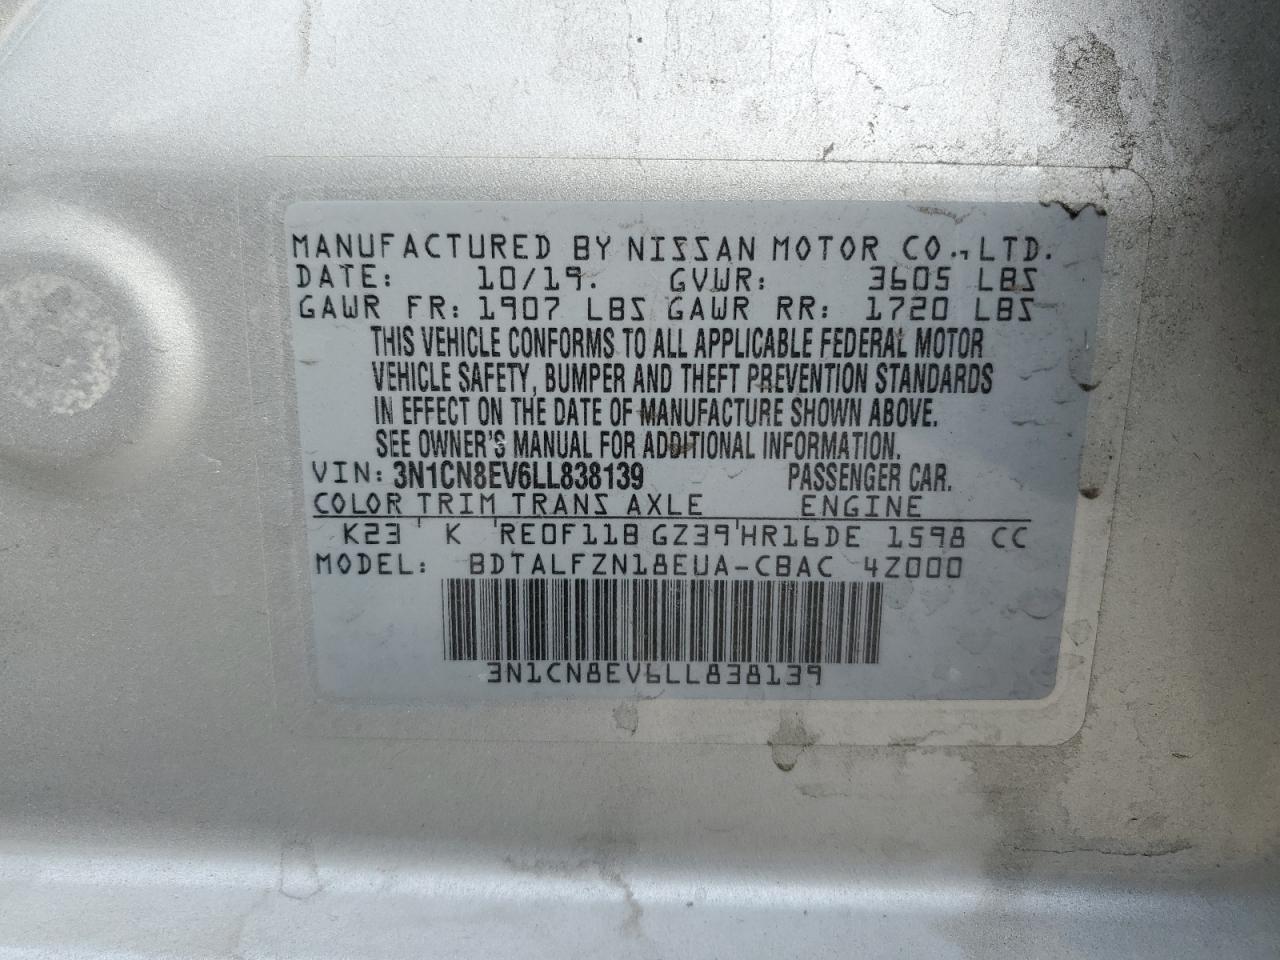 MANUFACTURED BY NISSAN MOTOR CO., LTD.
DATE: 10/19. GVWR: 3605 LBS
GAWR FR: 1907 LBS GAWR RR: 1720 LBS
THIS VEHICLE CONFORMS TO ALL APPLICABLE FEDERAL MOTOR
VEHICLE SAFETY, BUMPER AND THEFT PREVENTION STANDARDS
IN EFFECT ON THE DATE OF MANUFACTURE SHOWN ABOVE.
SEE OWNER'S MANUAL FOR ADDITIONAL INFORMATION.
VIN: 3N1CN8EV6LL838139 PASSENGER CAR.
COLOR TRIM TRANS AXLE ENGINE
K23 K RE0F11B GZ39 HR16DE 1598 CC
MODEL: BDTALFZN18EUA-CBAC 4Z000
3N1CN8EV6LL838139